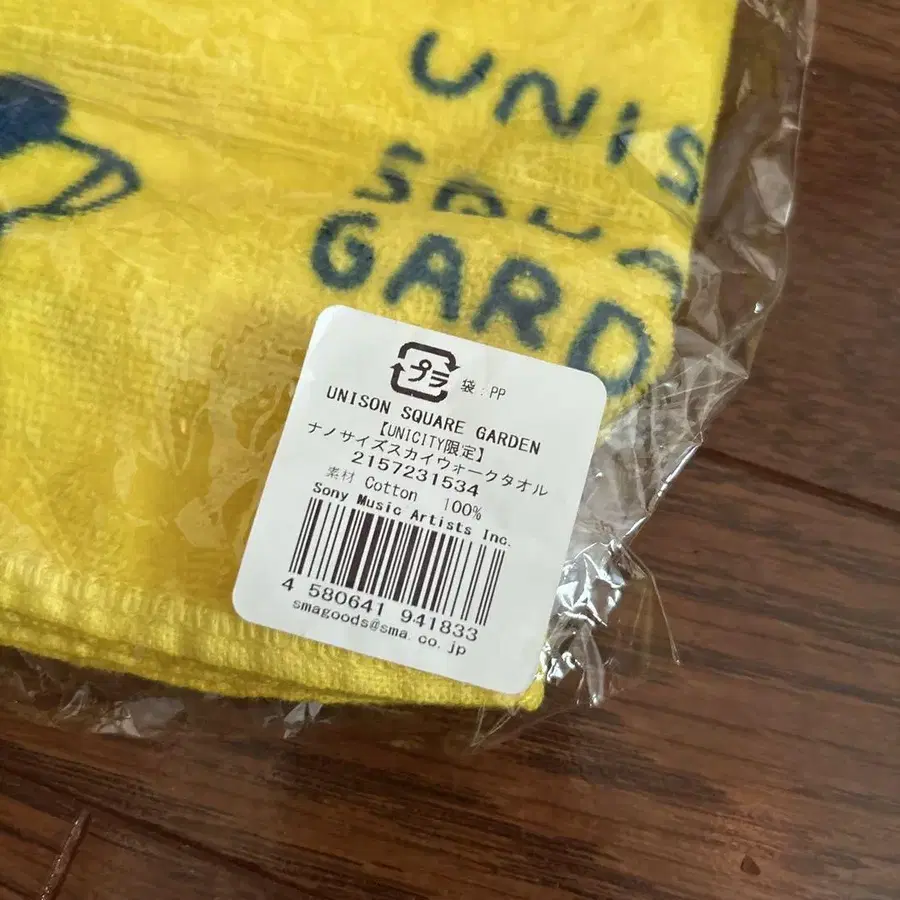 UNIS
SQUA
GARD
プラ 袋:PP
UNISON SQUARE GARDEN
【UNICITY限定】
ナノサイズスカイウォークタオル
2157231534
素材 Cotton 100%
Sony Music Artists Inc.
4 580641 941833
smagoods@sma.co.jp